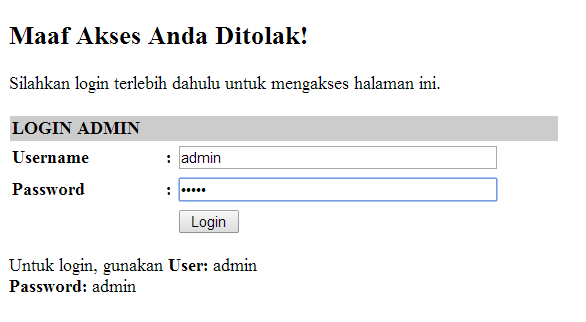 Maaf Akses Anda Ditolak!
Silahkan login terlebih dahulu untuk mengakses halaman ini.
LOGIN ADMIN
Username : admin
Password : •••••
Login
Untuk login, gunakan User: admin
Password: admin